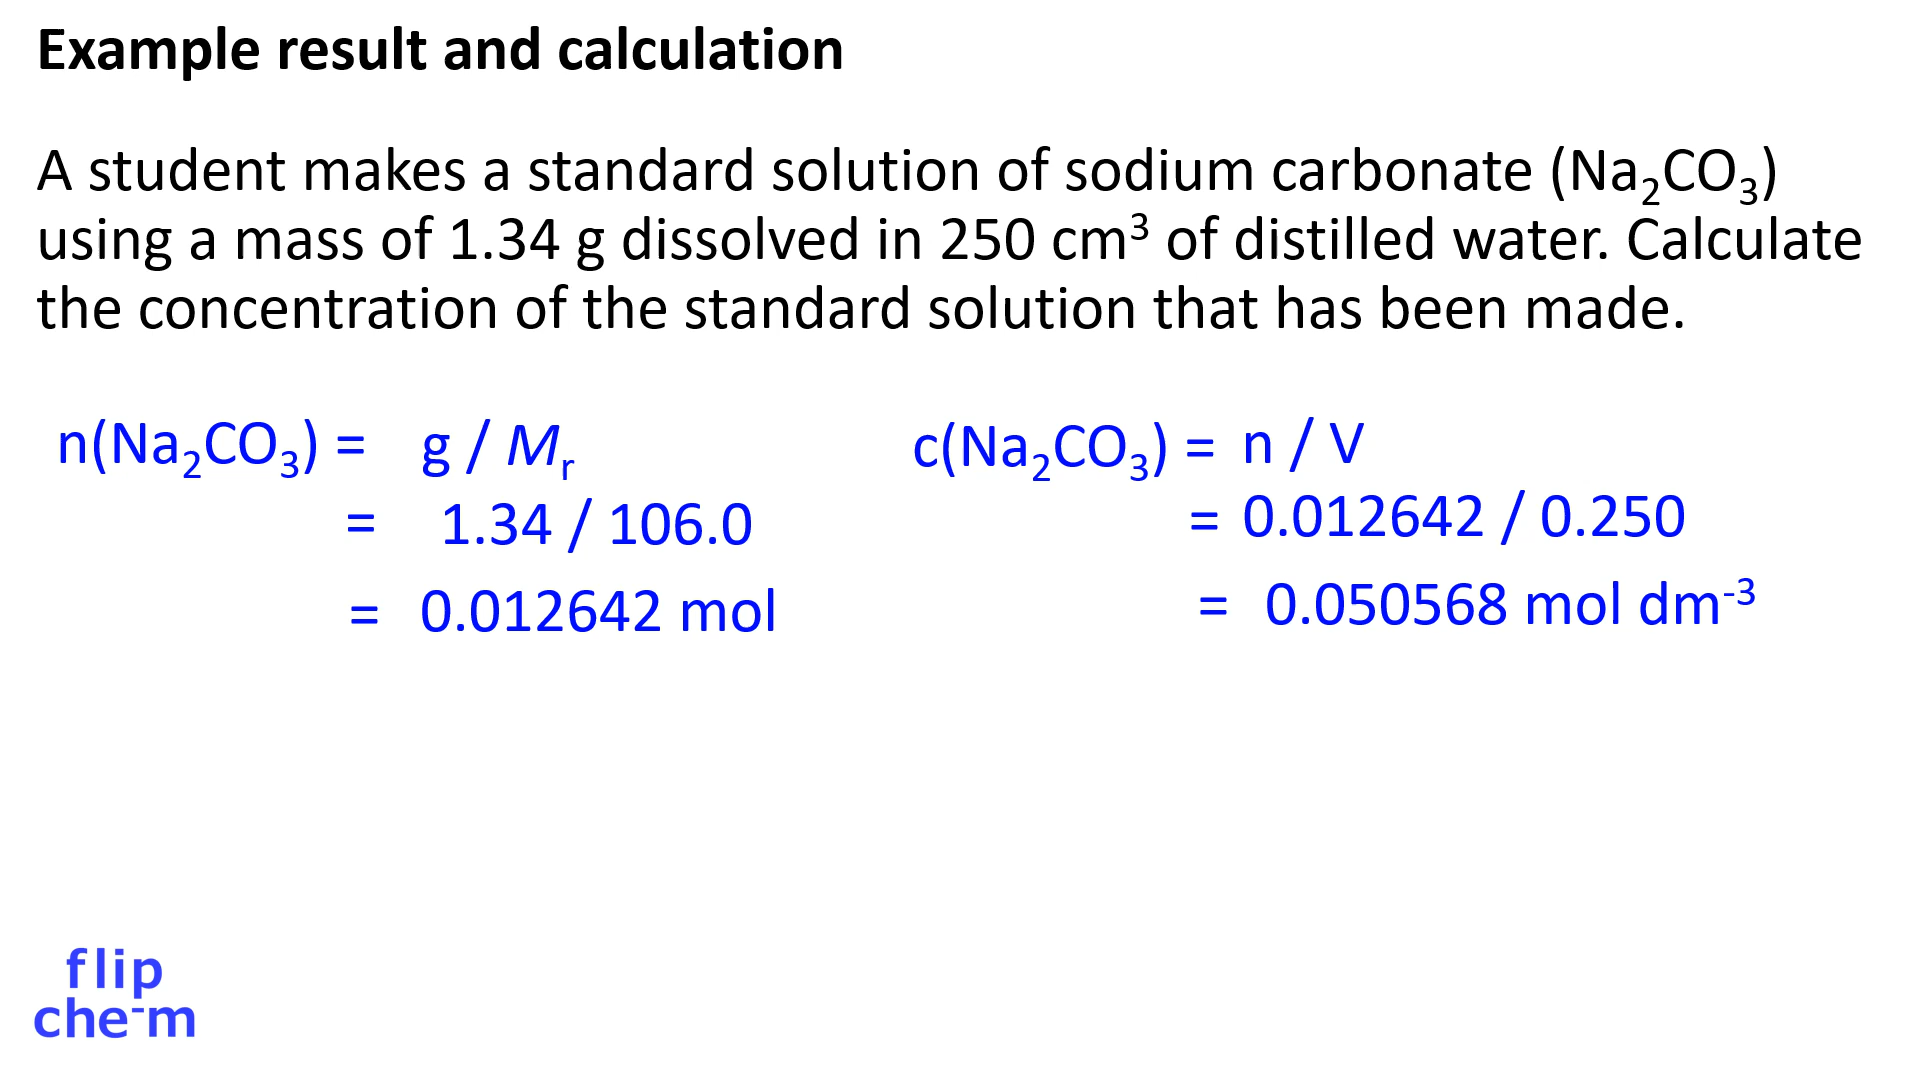 Example result and calculation
A student makes a standard solution of sodium carbonate (Na₂CO₃)
using a mass of 1.34 g dissolved in 250 cm³ of distilled water. Calculate
the concentration of the standard solution that has been made.
n(Na₂CO₃) = g / Mᵣ
= 1.34 / 106.0
= 0.012642 mol
c(Na₂CO₃) = n / V
= 0.012642 / 0.250
= 0.050568 mol dm⁻³
flip
che⁻m